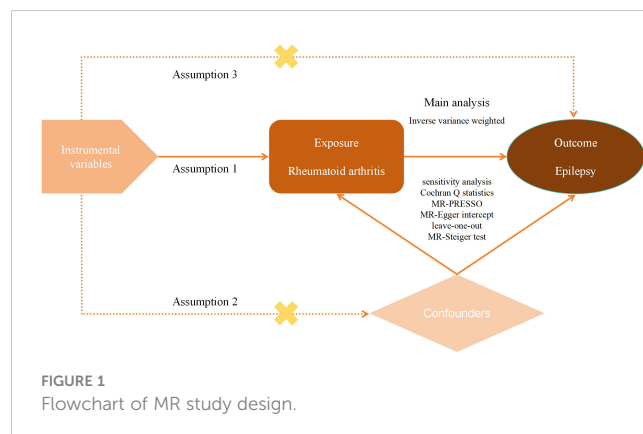 Assumption 3
Main analysis
Inverse variance weighted
Instrumental
variables
Assumption 1
Exposure
Rheumatoid arthritis
Outcome
Epilepsy
sensitivity analysis
Cochran Q statistics
MR-PRESSO
MR-Egger intercept
leave-one-out
MR-Steiger test
Assumption 2
Confounders
FIGURE 1
Flowchart of MR study design.